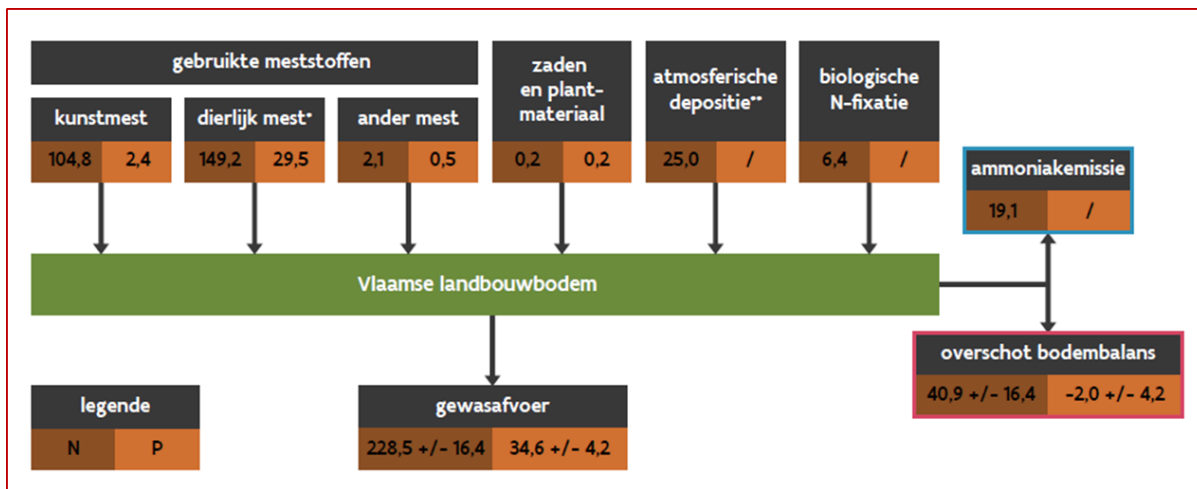 gebruikte meststoffen
kunstmest
104,8 2,4
dierlijk mest*
149,2 29,5
ander mest
2,1 0,5
zaden
en plant-
materiaal
0,2 0,2
atmosferische
depositie**
25,0 /
biologische
N-fixatie
6,4 /
ammoniakemissie
19,1 /
Vlaamse landbouwbodem
overschot bodembalans
40,9 +/- 16,4 -2,0 +/- 4,2
legende
N P
gewasafvoer
228,5 +/- 16,4 34,6 +/- 4,2